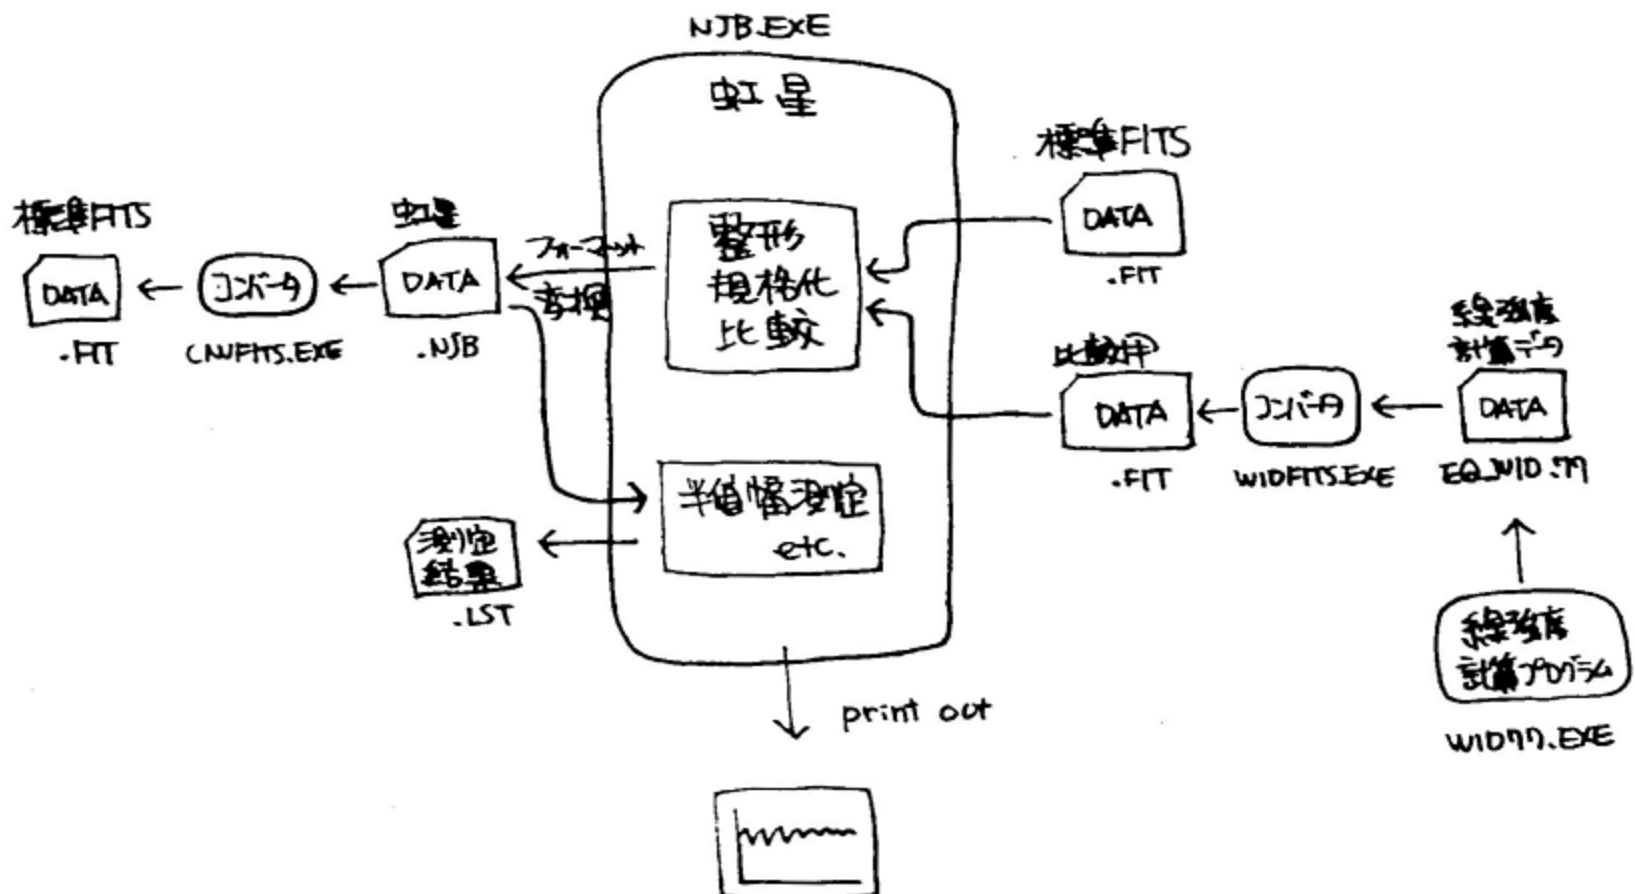 NJB.EXE
虹星
標準FITS
DATA
.FIT
標準FITS
DATA
.FIT
コンバータ
CNVFITS.EXE
虹星
DATA
.NJB
フォーマット
変換
整形
規格化
比較
比較用
DATA
.FIT
コンバータ
WIDFITS.EXE
線強度
計算データ
DATA
EQ_WID.77
線強度
計算プログラム
WID77.EXE
半値幅測定
etc.
測定
結果
.LST
print out